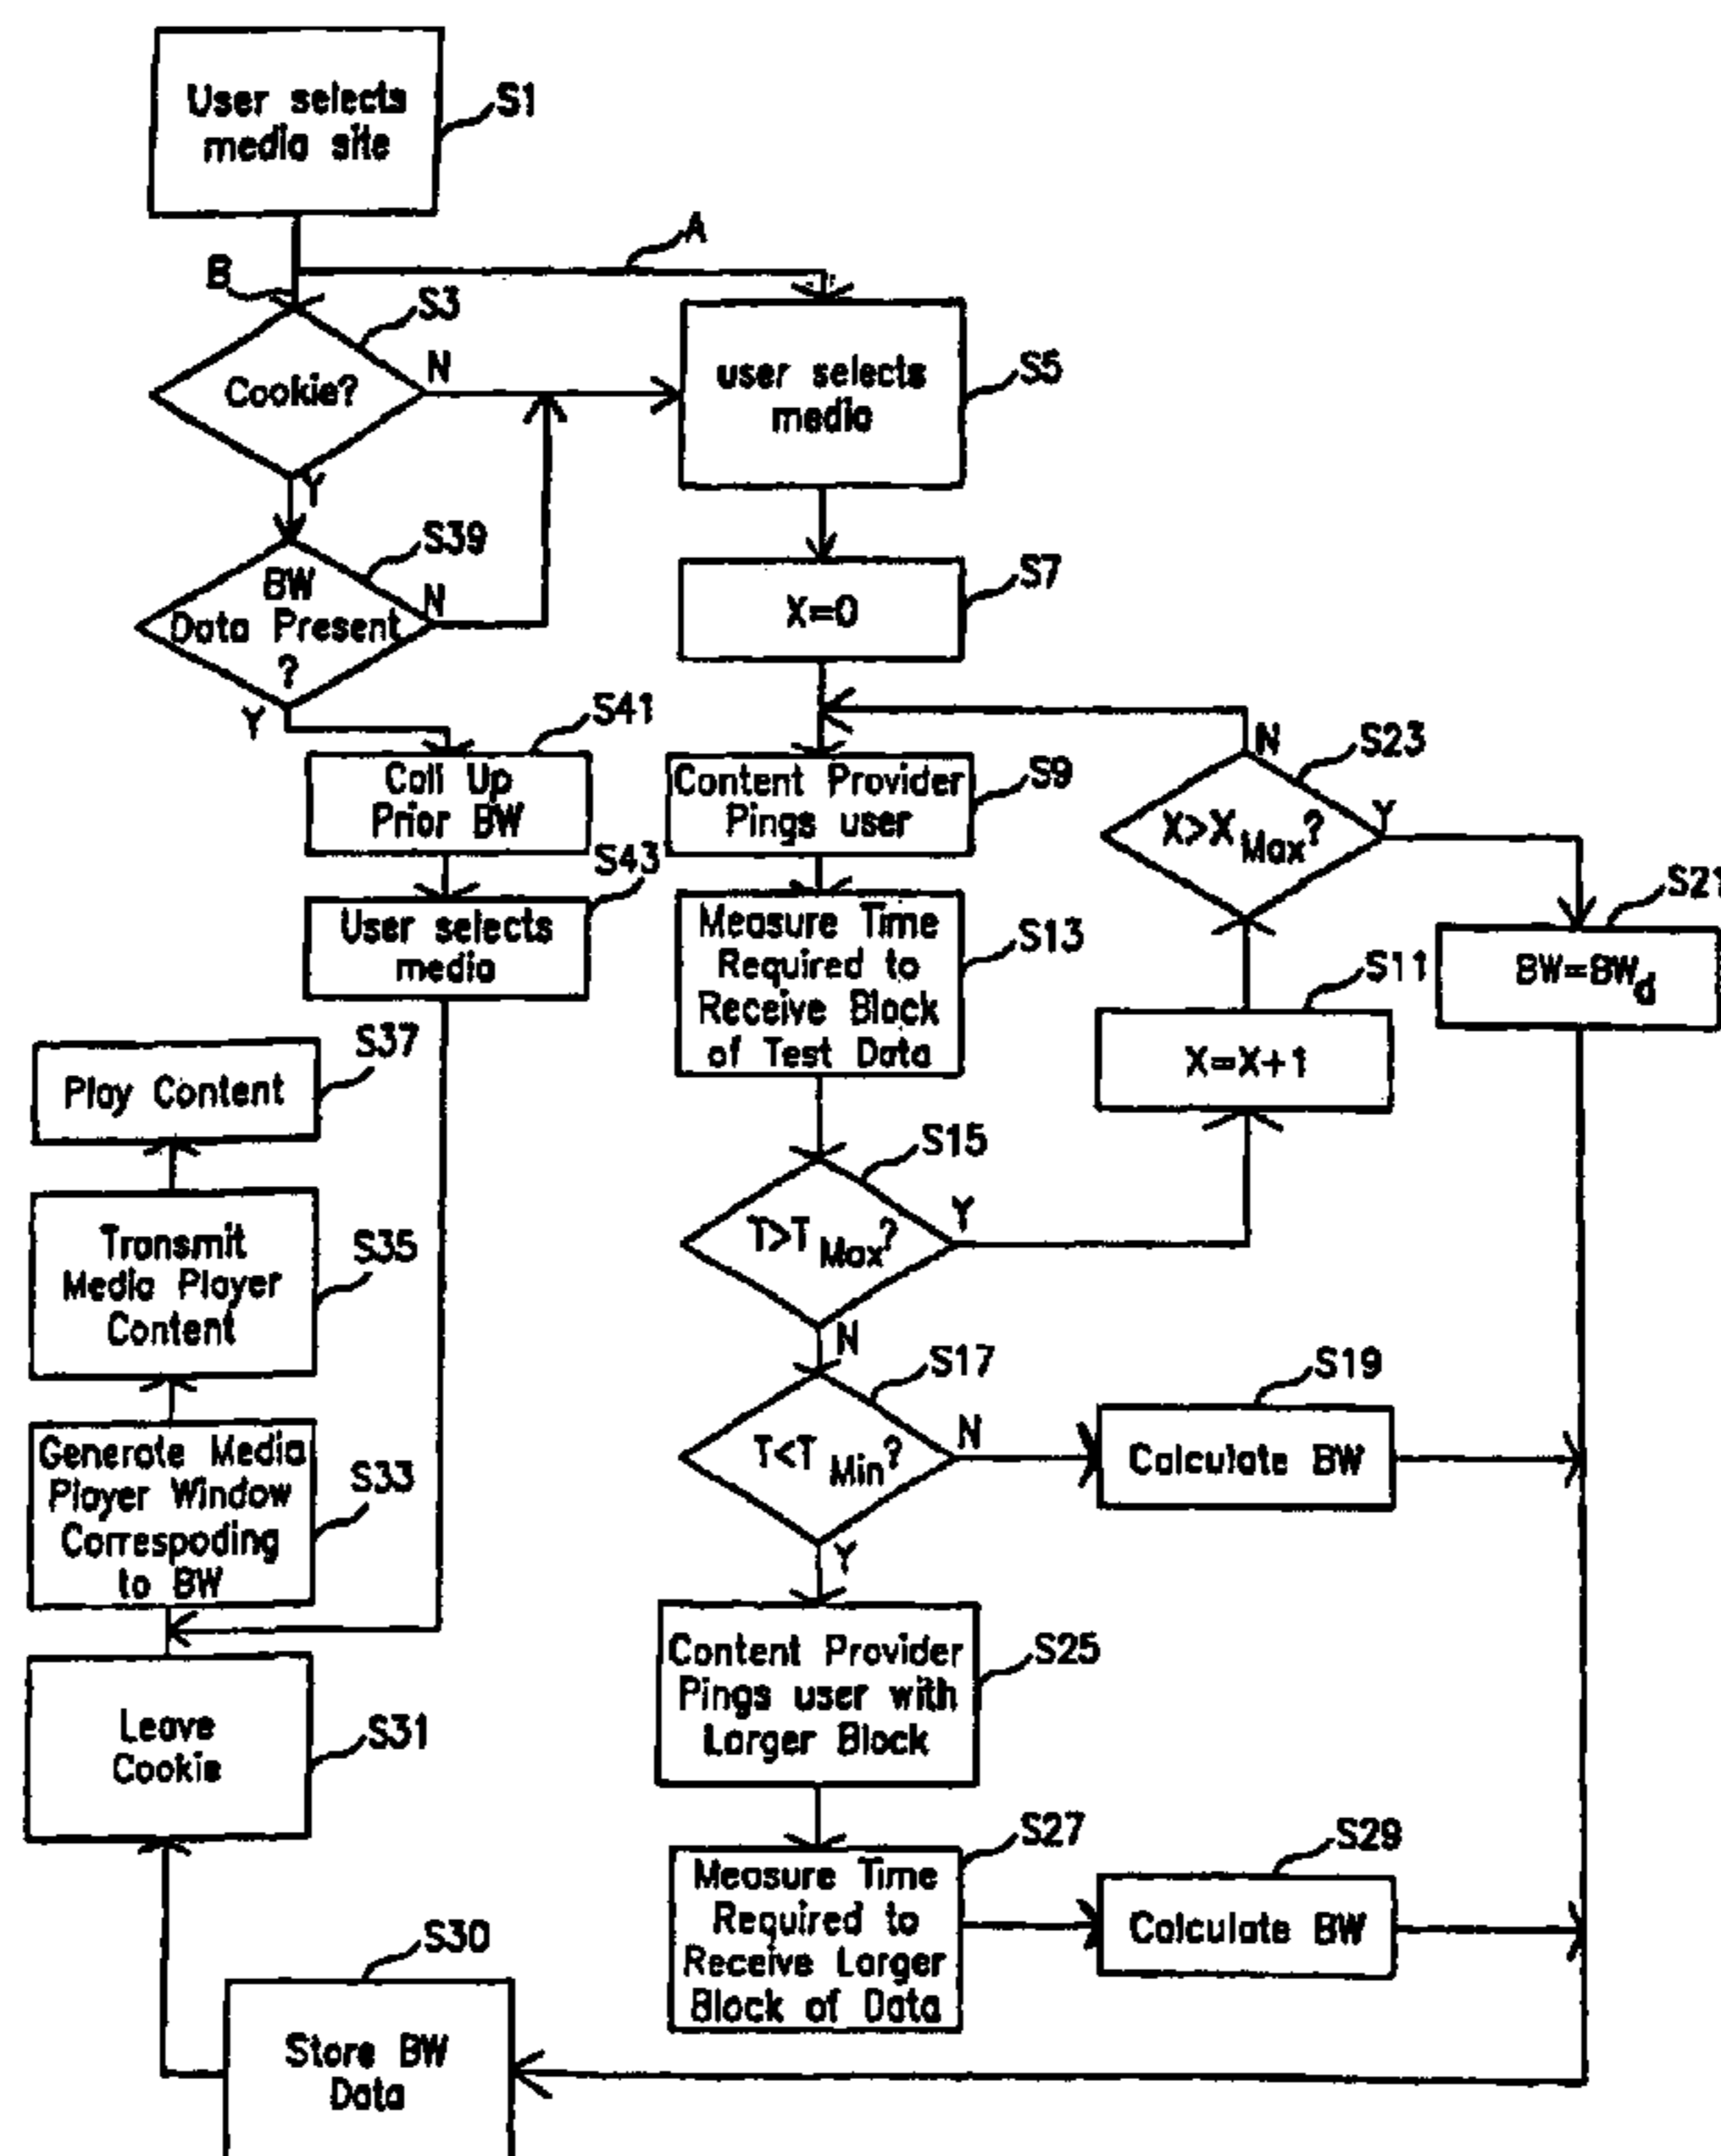 User selects
media site
S1
A
B
S3
Cookie?
N
Y
user selects
media
S5
S39
BW
Data Present
?
N
Y
X=0
S7
S41
Call Up
Prior BW
S43
User selects
media
Content Provider
Pings user
S9
N
S23
X>X Max?
Y
S21
BW=BWd
Measure Time
Required to
Receive Block
of Test Data
S13
S11
X=X+1
S37
Play Content
S15
T>T Max?
Y
N
Transmit
Media Player
Content
S35
S17
T<T Min?
N
Y
S19
Calculate BW
Generate Media
Player Window
Correspoding
to BW
S33
Content Provider
Pings user with
Larger Block
S25
Leave
Cookie
S31
S27
Measure Time
Required to
Receive Larger
Block of Data
S29
Calculate BW
S30
Store BW
Data